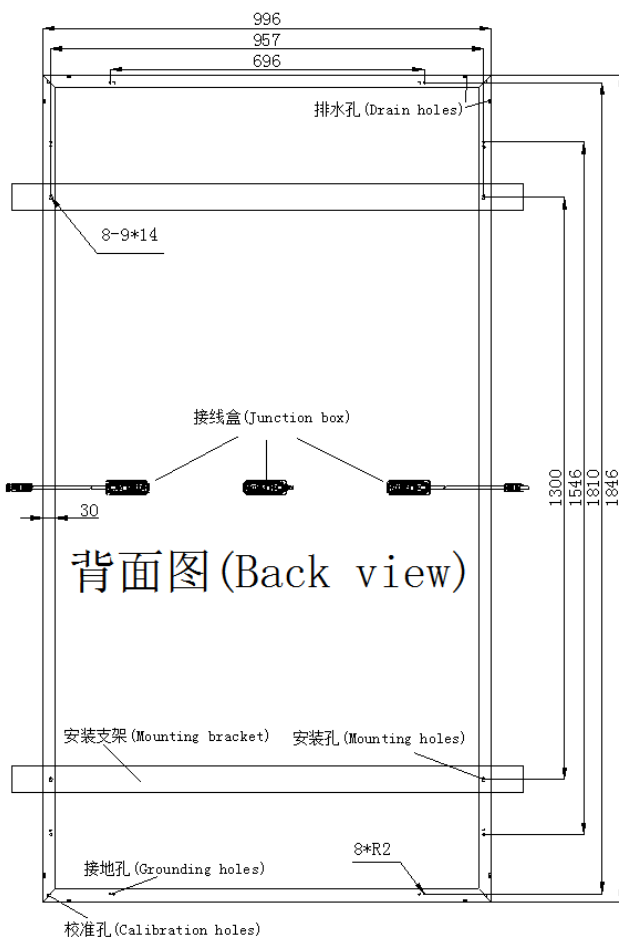 996
957
696
排水孔(Drain holes)
8-9*14
接线盒(Junction box)
30
1300
1546
1810
1846
背面图(Back view)
安装支架(Mounting bracket)
安装孔(Mounting holes)
接地孔(Grounding holes)
8*R2
校准孔(Calibration holes)